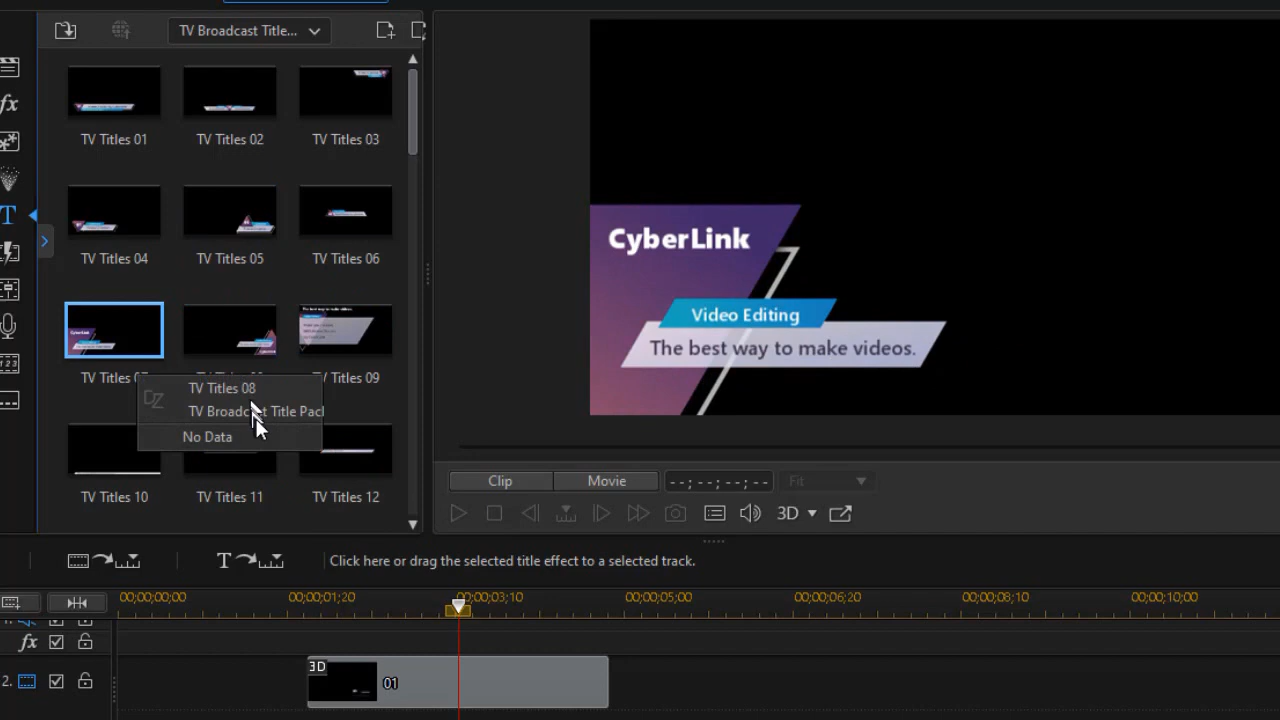 TV Broadcast Title...
TV Titles 01
TV Titles 02
TV Titles 03
TV Titles 04
TV Titles 05
TV Titles 06
TV Titles
TV Titles 09
TV Titles 08
TV Broadcast Title Pack
No Data
TV Titles 10
TV Titles 11
TV Titles 12
CyberLink
Video Editing
The best way to make videos.
Clip
Movie
--;--;--;--
Fit
3D
T
Click here or drag the selected title effect to a selected track.
00;00;00;00
00;00;01;20
00;00;03;10
00;00;05;00
00;00;06;20
00;00;08;10
00;00;10;00
fx
2.
3D
01